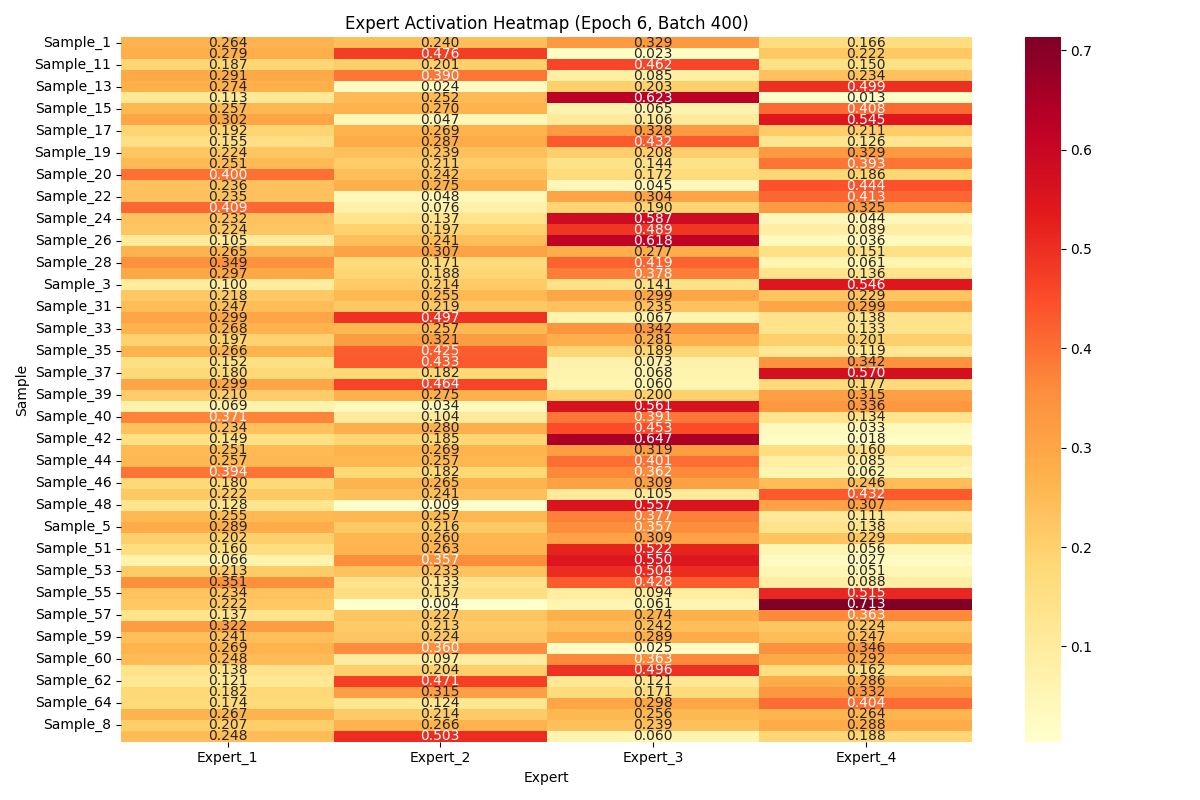 Expert Activation Heatmap (Epoch 6, Batch 400)
Sample_1 0.264 0.240 0.329 0.166
0.279 0.476 0.023 0.222
Sample_11 0.187 0.201 0.462 0.150
0.291 0.390 0.085 0.234
Sample_13 0.274 0.024 0.203 0.499
0.113 0.252 0.623 0.013
Sample_15 0.257 0.270 0.065 0.408
0.302 0.047 0.106 0.545
Sample_17 0.192 0.269 0.328 0.211
0.155 0.287 0.432 0.126
Sample_19 0.224 0.239 0.208 0.329
0.251 0.211 0.144 0.393
Sample_20 0.400 0.242 0.172 0.186
0.236 0.275 0.045 0.444
Sample_22 0.235 0.048 0.304 0.413
0.409 0.076 0.190 0.325
Sample_24 0.232 0.137 0.587 0.044
0.224 0.197 0.489 0.089
Sample_26 0.105 0.241 0.618 0.036
0.265 0.307 0.277 0.151
Sample_28 0.349 0.171 0.419 0.061
0.297 0.188 0.378 0.136
Sample_3 0.100 0.214 0.141 0.546
0.218 0.255 0.299 0.229
Sample_31 0.247 0.219 0.235 0.299
0.299 0.497 0.067 0.138
Sample_33 0.268 0.257 0.342 0.133
0.197 0.321 0.281 0.201
Sample_35 0.266 0.425 0.189 0.119
0.152 0.433 0.073 0.342
Sample_37 0.180 0.182 0.068 0.570
0.299 0.464 0.060 0.177
Sample_39 0.210 0.275 0.200 0.315
0.069 0.034 0.561 0.336
Sample_40 0.371 0.104 0.391 0.134
0.234 0.280 0.453 0.033
Sample_42 0.149 0.185 0.647 0.018
0.251 0.269 0.319 0.160
Sample_44 0.257 0.257 0.401 0.085
0.394 0.182 0.362 0.062
Sample_46 0.180 0.265 0.309 0.246
0.222 0.241 0.105 0.432
Sample_48 0.128 0.009 0.557 0.307
0.255 0.257 0.377 0.111
Sample_5 0.289 0.216 0.357 0.138
0.202 0.260 0.309 0.229
Sample_51 0.160 0.263 0.522 0.056
0.066 0.357 0.550 0.027
Sample_53 0.213 0.233 0.504 0.051
0.351 0.133 0.428 0.088
Sample_55 0.234 0.157 0.094 0.515
0.222 0.004 0.061 0.713
Sample_57 0.137 0.227 0.274 0.363
0.322 0.213 0.242 0.224
Sample_59 0.241 0.224 0.289 0.247
0.269 0.360 0.025 0.346
Sample_60 0.248 0.097 0.363 0.292
0.138 0.204 0.496 0.162
Sample_62 0.121 0.471 0.121 0.286
0.182 0.315 0.171 0.332
Sample_64 0.174 0.124 0.298 0.404
0.267 0.214 0.256 0.264
Sample_8 0.207 0.266 0.239 0.288
0.248 0.503 0.060 0.188
Expert_1 Expert_2 Expert_3 Expert_4
Expert
Sample
0.7
0.6
0.5
0.4
0.3
0.2
0.1